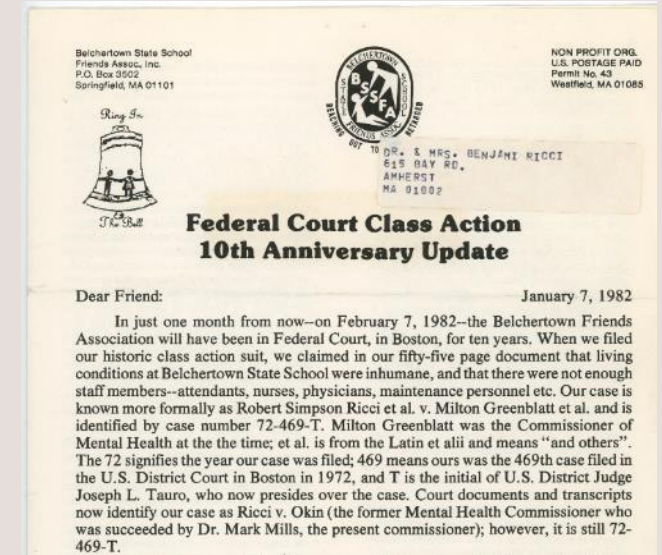 Belchertown State School
Friends Assoc., Inc.
P.O. Box 3502
Springfield, MA 01101
NON PROFIT ORG.
U.S. POSTAGE PAID
Permit No. 43
Westfield, MA 01085
BELCHERTOWN
STATE
SCHOOL
FRIENDS ASSOC.
BSSFA
REACHING OUT TO RETARDED
Ring In
The Bell
DR. & MRS. BENJAMI RICCI
615 BAY RD.
AMHERST
MA 01002
Federal Court Class Action
10th Anniversary Update
Dear Friend: January 7, 1982
In just one month from now--on February 7, 1982--the Belchertown Friends
Association will have been in Federal Court, in Boston, for ten years. When we filed
our historic class action suit, we claimed in our fifty-five page document that living
conditions at Belchertown State School were inhumane, and that there were not enough
staff members--attendants, nurses, physicians, maintenance personnel etc. Our case is
known more formally as Robert Simpson Ricci et al. v. Milton Greenblatt et al. and is
identified by case number 72-469-T. Milton Greenblatt was the Commissioner of
Mental Health at the the time; et al. is from the Latin et alii and means “and others”.
The 72 signifies the year our case was filed; 469 means ours was the 469th case filed in
the U.S. District Court in Boston in 1972, and T is the initial of U.S. District Judge
Joseph L. Tauro, who now presides over the case. Court documents and transcripts
now identify our case as Ricci v. Okin (the former Mental Health Commissioner who
was succeeded by Dr. Mark Mills, the present commissioner); however, it is still 72-
469-T.